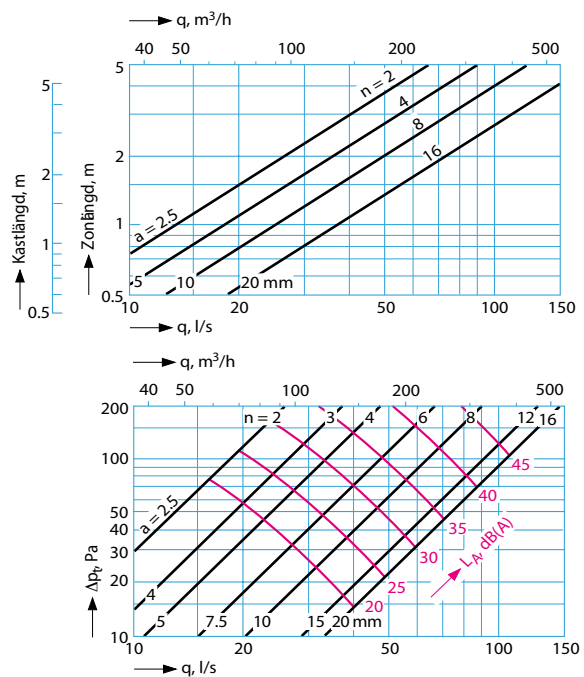 q, m³/h
40 50 100 200 500
5 5
n = 2
4
8
16
2 2
1 1
a = 2.5
5 10 20 mm
0.5 0.5
Kastlängd, m
Zonlängd, m
10 20 50 100 150
q, l/s
q, m³/h
40 50 100 200 500
200
n = 2 3 4 6 8 12 16
100
45
40
a = 2.5
50
35
40
30
30
L_A, dB(A)
25
20
20
4
5 7.5 10 15 20 mm
10
Δp_t, Pa
10 20 50 100 150
q, l/s